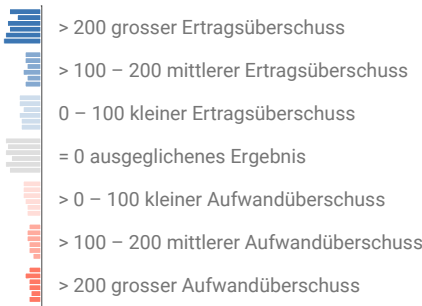 > 200 grosser Ertragsüberschuss
> 100 – 200 mittlerer Ertragsüberschuss
0 – 100 kleiner Ertragsüberschuss
= 0 ausgeglichenes Ergebnis
> 0 – 100 kleiner Aufwandüberschuss
> 100 – 200 mittlerer Aufwandüberschuss
> 200 grosser Aufwandüberschuss